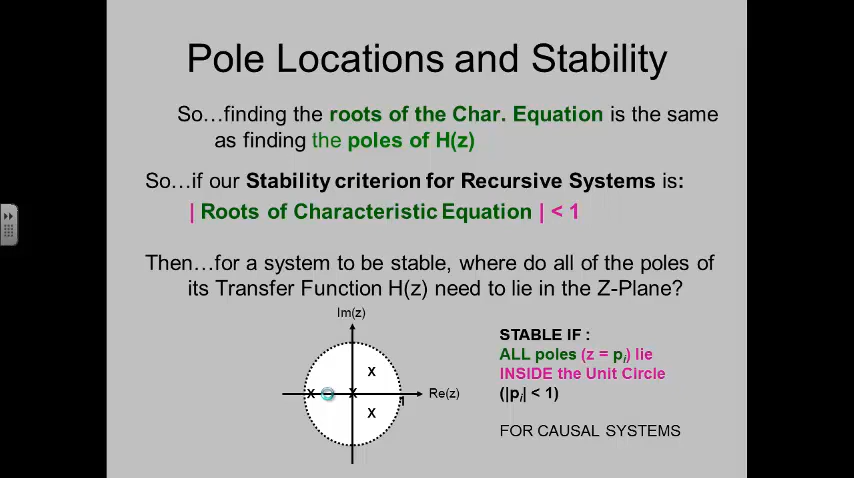 Pole Locations and Stability
So…finding the roots of the Char. Equation is the same
as finding the poles of H(z)
So…if our Stability criterion for Recursive Systems is:
| Roots of Characteristic Equation | < 1
Then…for a system to be stable, where do all of the poles of
its Transfer Function H(z) need to lie in the Z-Plane?
Im(z)
x
x
x
x
Re(z)
1
STABLE IF :
ALL poles (z = pi) lie
INSIDE the Unit Circle
(|pi| < 1)
FOR CAUSAL SYSTEMS